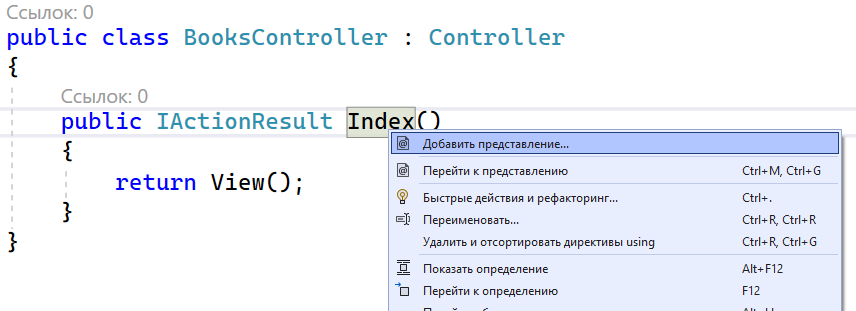 Ссылок: 0
public class BooksController : Controller
{
Ссылок: 0
public IActionResult Index()
{
return View();
}
}
Добавить представление...
Перейти к представлению Ctrl+M, Ctrl+G
Быстрые действия и рефакторинг... Ctrl+.
Переименовать... Ctrl+R, Ctrl+R
Удалить и отсортировать директивы using Ctrl+R, Ctrl+G
Показать определение Alt+F12
Перейти к определению F12